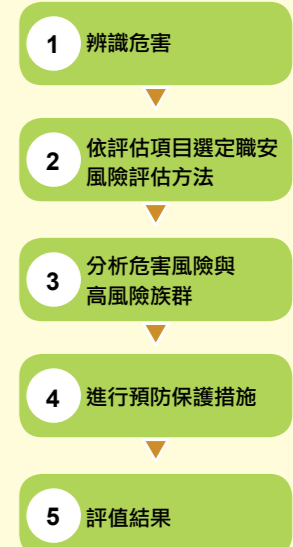 1 辨識危害
2 依評估項目選定職安
風險評估方法
3 分析危害風險與
高風險族群
4 進行預防保護措施
5 評值結果